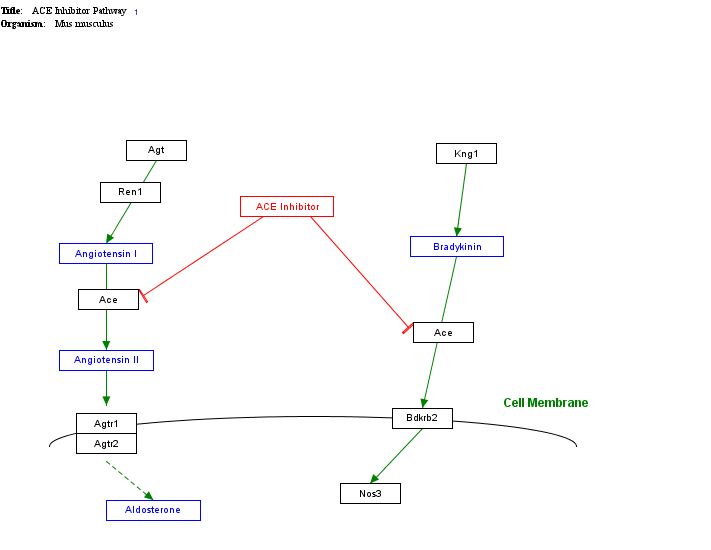 Title: ACE Inhibitor Pathway 1
Organism: Mus musculus
Agt
Kng1
Ren1
ACE Inhibitor
Angiotensin I
Bradykinin
Ace
Ace
Angiotensin II
Cell Membrane
Agtr1
Bdkrb2
Agtr2
Nos3
Aldosterone